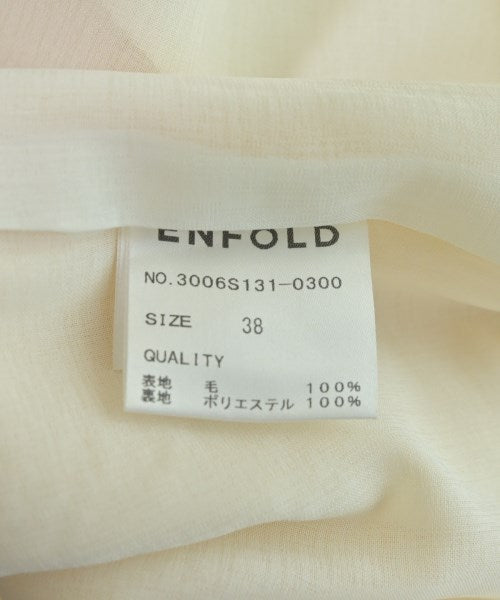 ENFOLD
NO.3006S131-0300
SIZE 38
QUALITY
表地 毛 100%
裏地 ポリエステル 100%